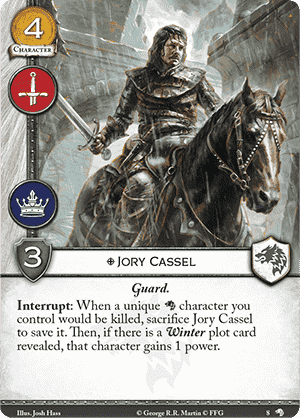 4
CHARACTER
3
JORY CASSEL
Guard.
Interrupt: When a unique character you
control would be killed, sacrifice Jory Cassel
to save it. Then, if there is a Winter plot card
revealed, that character gains 1 power.
Illus. Josh Hass
© George R.R. Martin © FFG
8